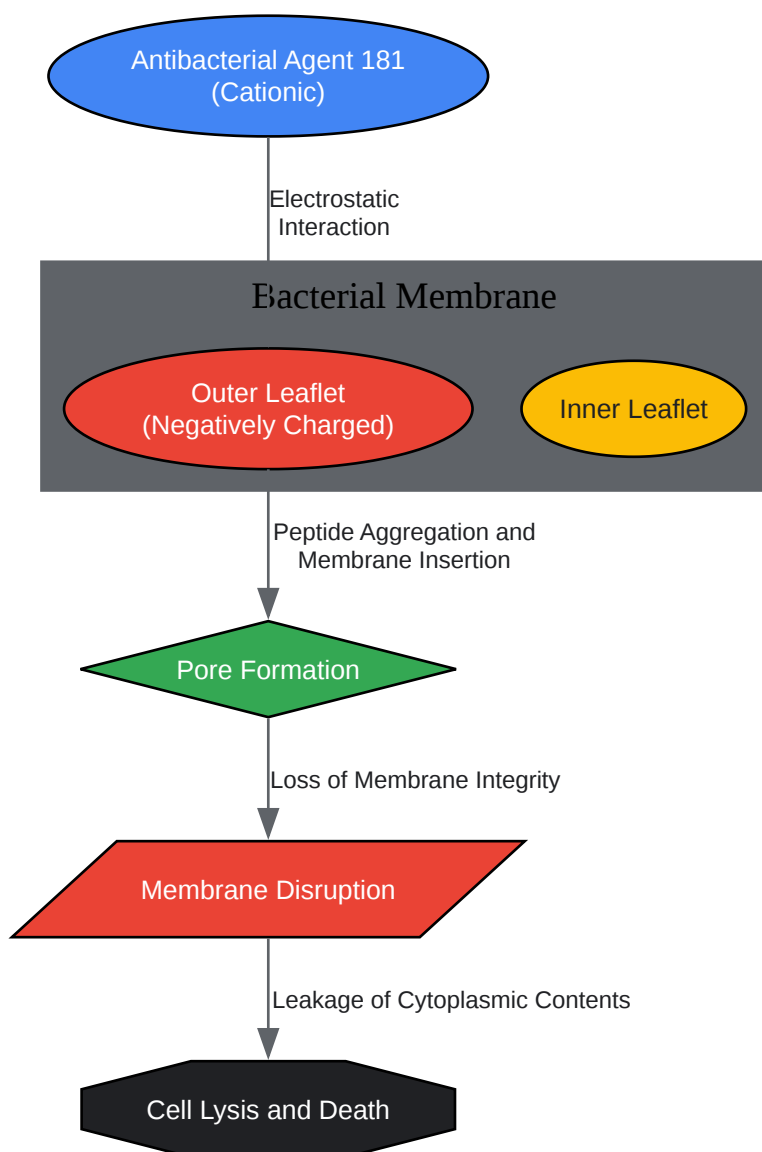 Antibacterial Agent 181
(Cationic)
Electrostatic
Interaction
Bacterial Membrane
Outer Leaflet
(Negatively Charged)
Inner Leaflet
Peptide Aggregation and
Membrane Insertion
Pore Formation
Loss of Membrane Integrity
Membrane Disruption
Leakage of Cytoplasmic Contents
Cell Lysis and Death